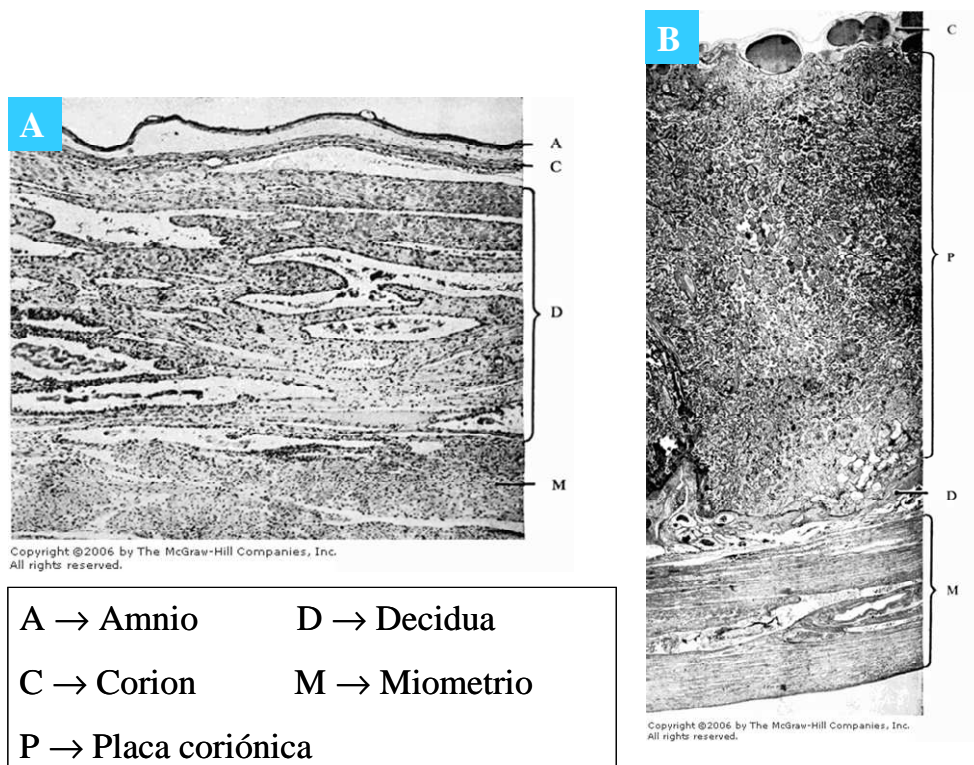 A
A
C
D
M
Copyright ©2006 by The McGraw-Hill Companies, Inc.
All rights reserved.
B
C
P
D
M
Copyright ©2006 by The McGraw-Hill Companies, Inc.
All rights reserved.
A → Amnio D → Decidua
C → Corion M → Miometrio
P → Placa coriónica